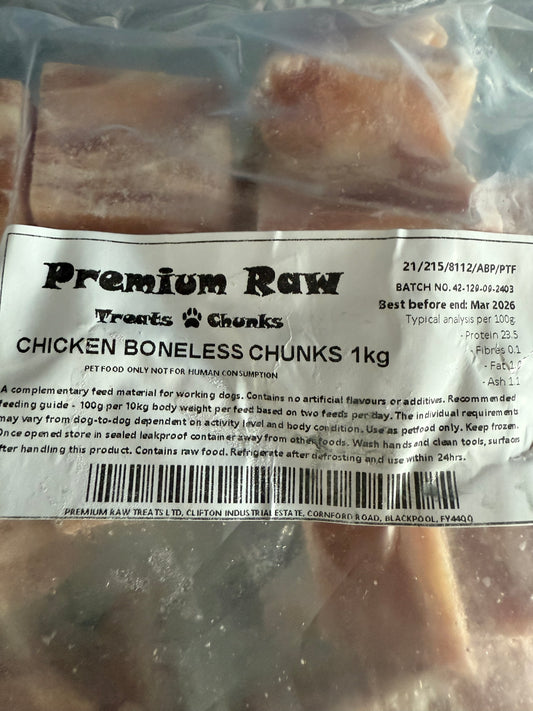 Premium Raw
Treats Chunks
CHICKEN BONELESS CHUNKS 1kg
PET FOOD ONLY NOT FOR HUMAN CONSUMPTION
21/215/8112/ABP/PTF
BATCH NO. 42-129-09-2403
Best before end: Mar 2026
Typical analysis per 100g:
- Protein 23.5
- Fibres 0.1
- Fat
- Ash 1.1
A complementary feed material for working dogs. Contains no artificial flavours or additives. Recommended
feeding guide - 100g per 10kg body weight per feed based on two feeds per day. The individual requirements
may vary from dog-to-dog dependent on activity level and body condition. Use as petfood only. Keep frozen.
Once opened store in sealed leakproof container away from other foods. Wash hands and clean tools, surfaces
after handling this product. Contains raw food. Refrigerate after defrosting and use within 24hrs.
PREMIUM RAW TREATS LTD, CLIFTON INDUSTRIAL ESTATE, CORNFORD ROAD, BLACKPOOL, FY44QQ